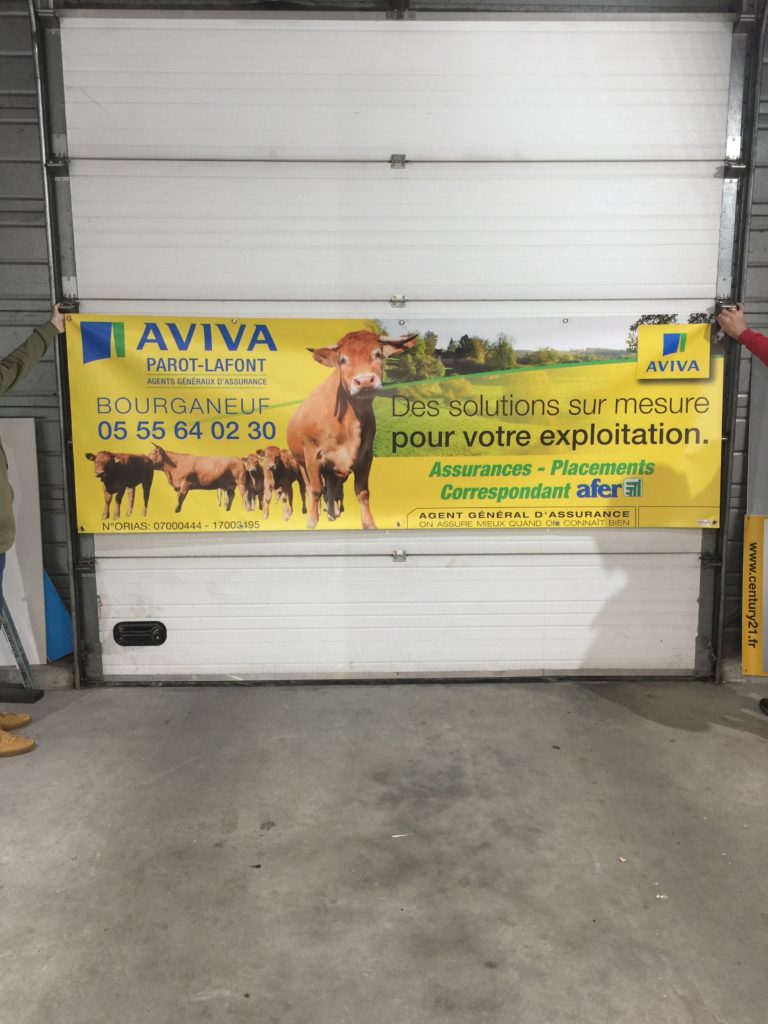 AVIVA
PAROT-LAFONT
AGENTS GÉNÉRAUX D'ASSURANCE
BOURGANEUF
05 55 64 02 30
N°ORIAS: 07000444 - 17003495
AVIVA
Des solutions sur mesure
pour votre exploitation.
Assurances - Placements
Correspondant afer
AGENT GÉNÉRAL D'ASSURANCE
ON ASSURE MIEUX QUAND ON CONNAÎT BIEN
www.century21.fr